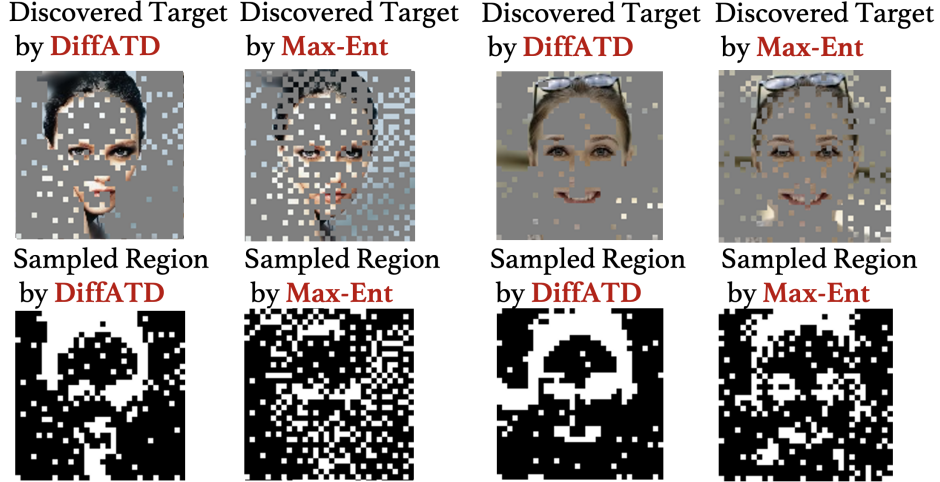 Discovered Target
by DiffATD
Discovered Target
by Max-Ent
Discovered Target
by DiffATD
Discovered Target
by Max-Ent
Sampled Region
by DiffATD
Sampled Region
by Max-Ent
Sampled Region
by DiffATD
Sampled Region
by Max-Ent